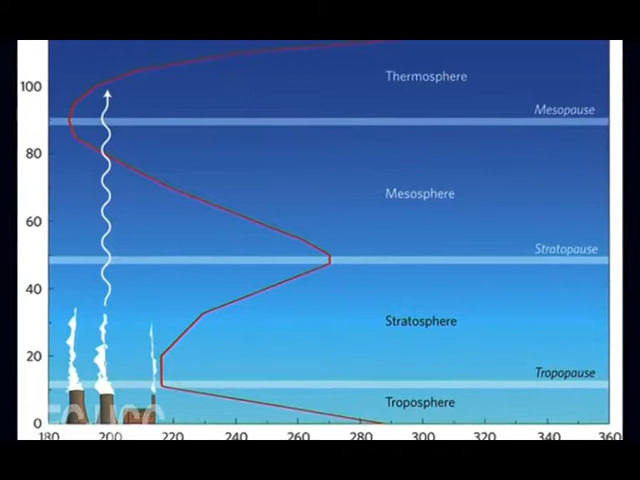 100
Thermosphere
Mesopause
80
Mesosphere
60
Stratopause
40
Stratosphere
20
Tropopause
Troposphere
0
180 200 220 240 260 280 300 320 340 360